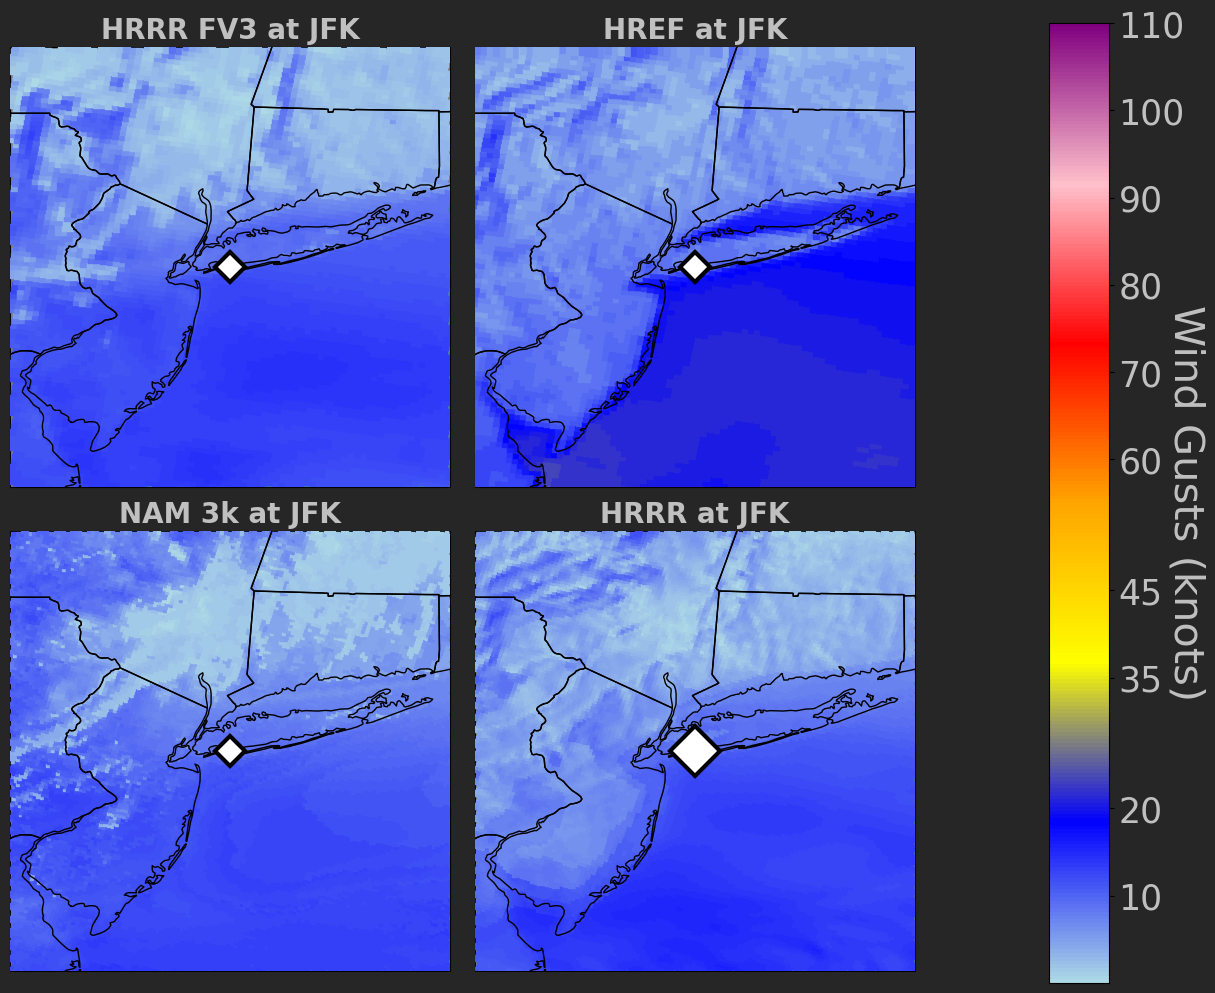 HRRR FV3 at JFK
HREF at JFK
NAM 3k at JFK
HRRR at JFK
110
100
90
80
70
60
45
35
20
10
Wind Gusts (knots)